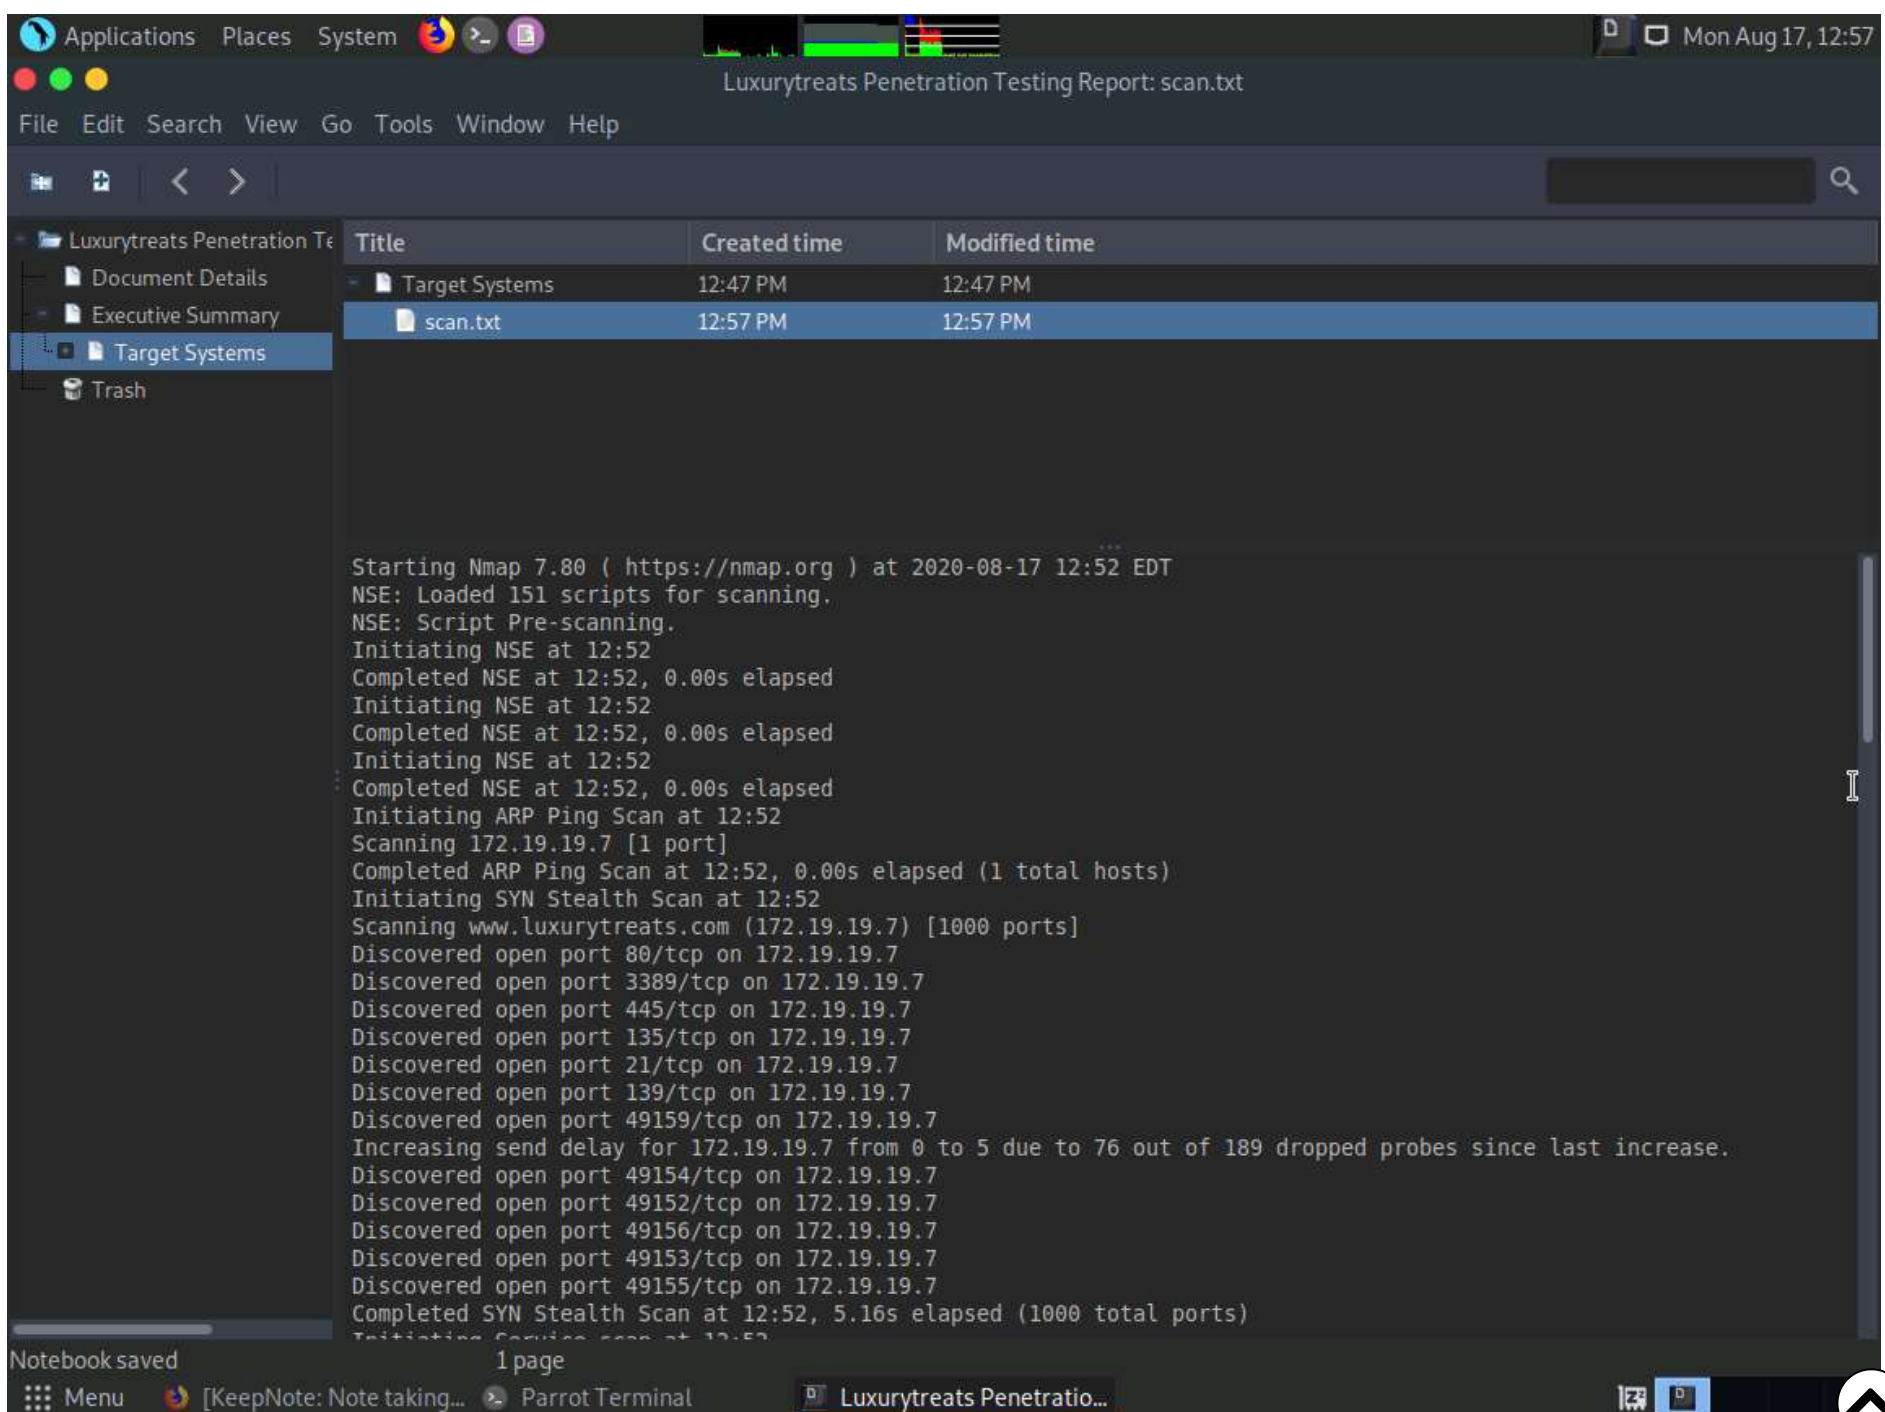 Applications Places System
Mon Aug 17, 12:57
Luxurytreats Penetration Testing Report: scan.txt
File Edit Search View Go Tools Window Help
Luxurytreats Penetration Te
Document Details
Executive Summary
Target Systems
Trash
Title Created time Modified time
Target Systems 12:47 PM 12:47 PM
scan.txt 12:57 PM 12:57 PM
Starting Nmap 7.80 ( https://nmap.org ) at 2020-08-17 12:52 EDT
NSE: Loaded 151 scripts for scanning.
NSE: Script Pre-scanning.
Initiating NSE at 12:52
Completed NSE at 12:52, 0.00s elapsed
Initiating NSE at 12:52
Completed NSE at 12:52, 0.00s elapsed
Initiating NSE at 12:52
Completed NSE at 12:52, 0.00s elapsed
Initiating ARP Ping Scan at 12:52
Scanning 172.19.19.7 [1 port]
Completed ARP Ping Scan at 12:52, 0.00s elapsed (1 total hosts)
Initiating SYN Stealth Scan at 12:52
Scanning www.luxurytreats.com (172.19.19.7) [1000 ports]
Discovered open port 80/tcp on 172.19.19.7
Discovered open port 3389/tcp on 172.19.19.7
Discovered open port 445/tcp on 172.19.19.7
Discovered open port 135/tcp on 172.19.19.7
Discovered open port 21/tcp on 172.19.19.7
Discovered open port 139/tcp on 172.19.19.7
Discovered open port 49159/tcp on 172.19.19.7
Increasing send delay for 172.19.19.7 from 0 to 5 due to 76 out of 189 dropped probes since last increase.
Discovered open port 49154/tcp on 172.19.19.7
Discovered open port 49152/tcp on 172.19.19.7
Discovered open port 49156/tcp on 172.19.19.7
Discovered open port 49153/tcp on 172.19.19.7
Discovered open port 49155/tcp on 172.19.19.7
Completed SYN Stealth Scan at 12:52, 5.16s elapsed (1000 total ports)
Initiating Service scan at 12:52
Notebook saved 1 page
Menu [KeepNote: Note taking... Parrot Terminal Luxurytreats Penetratio...